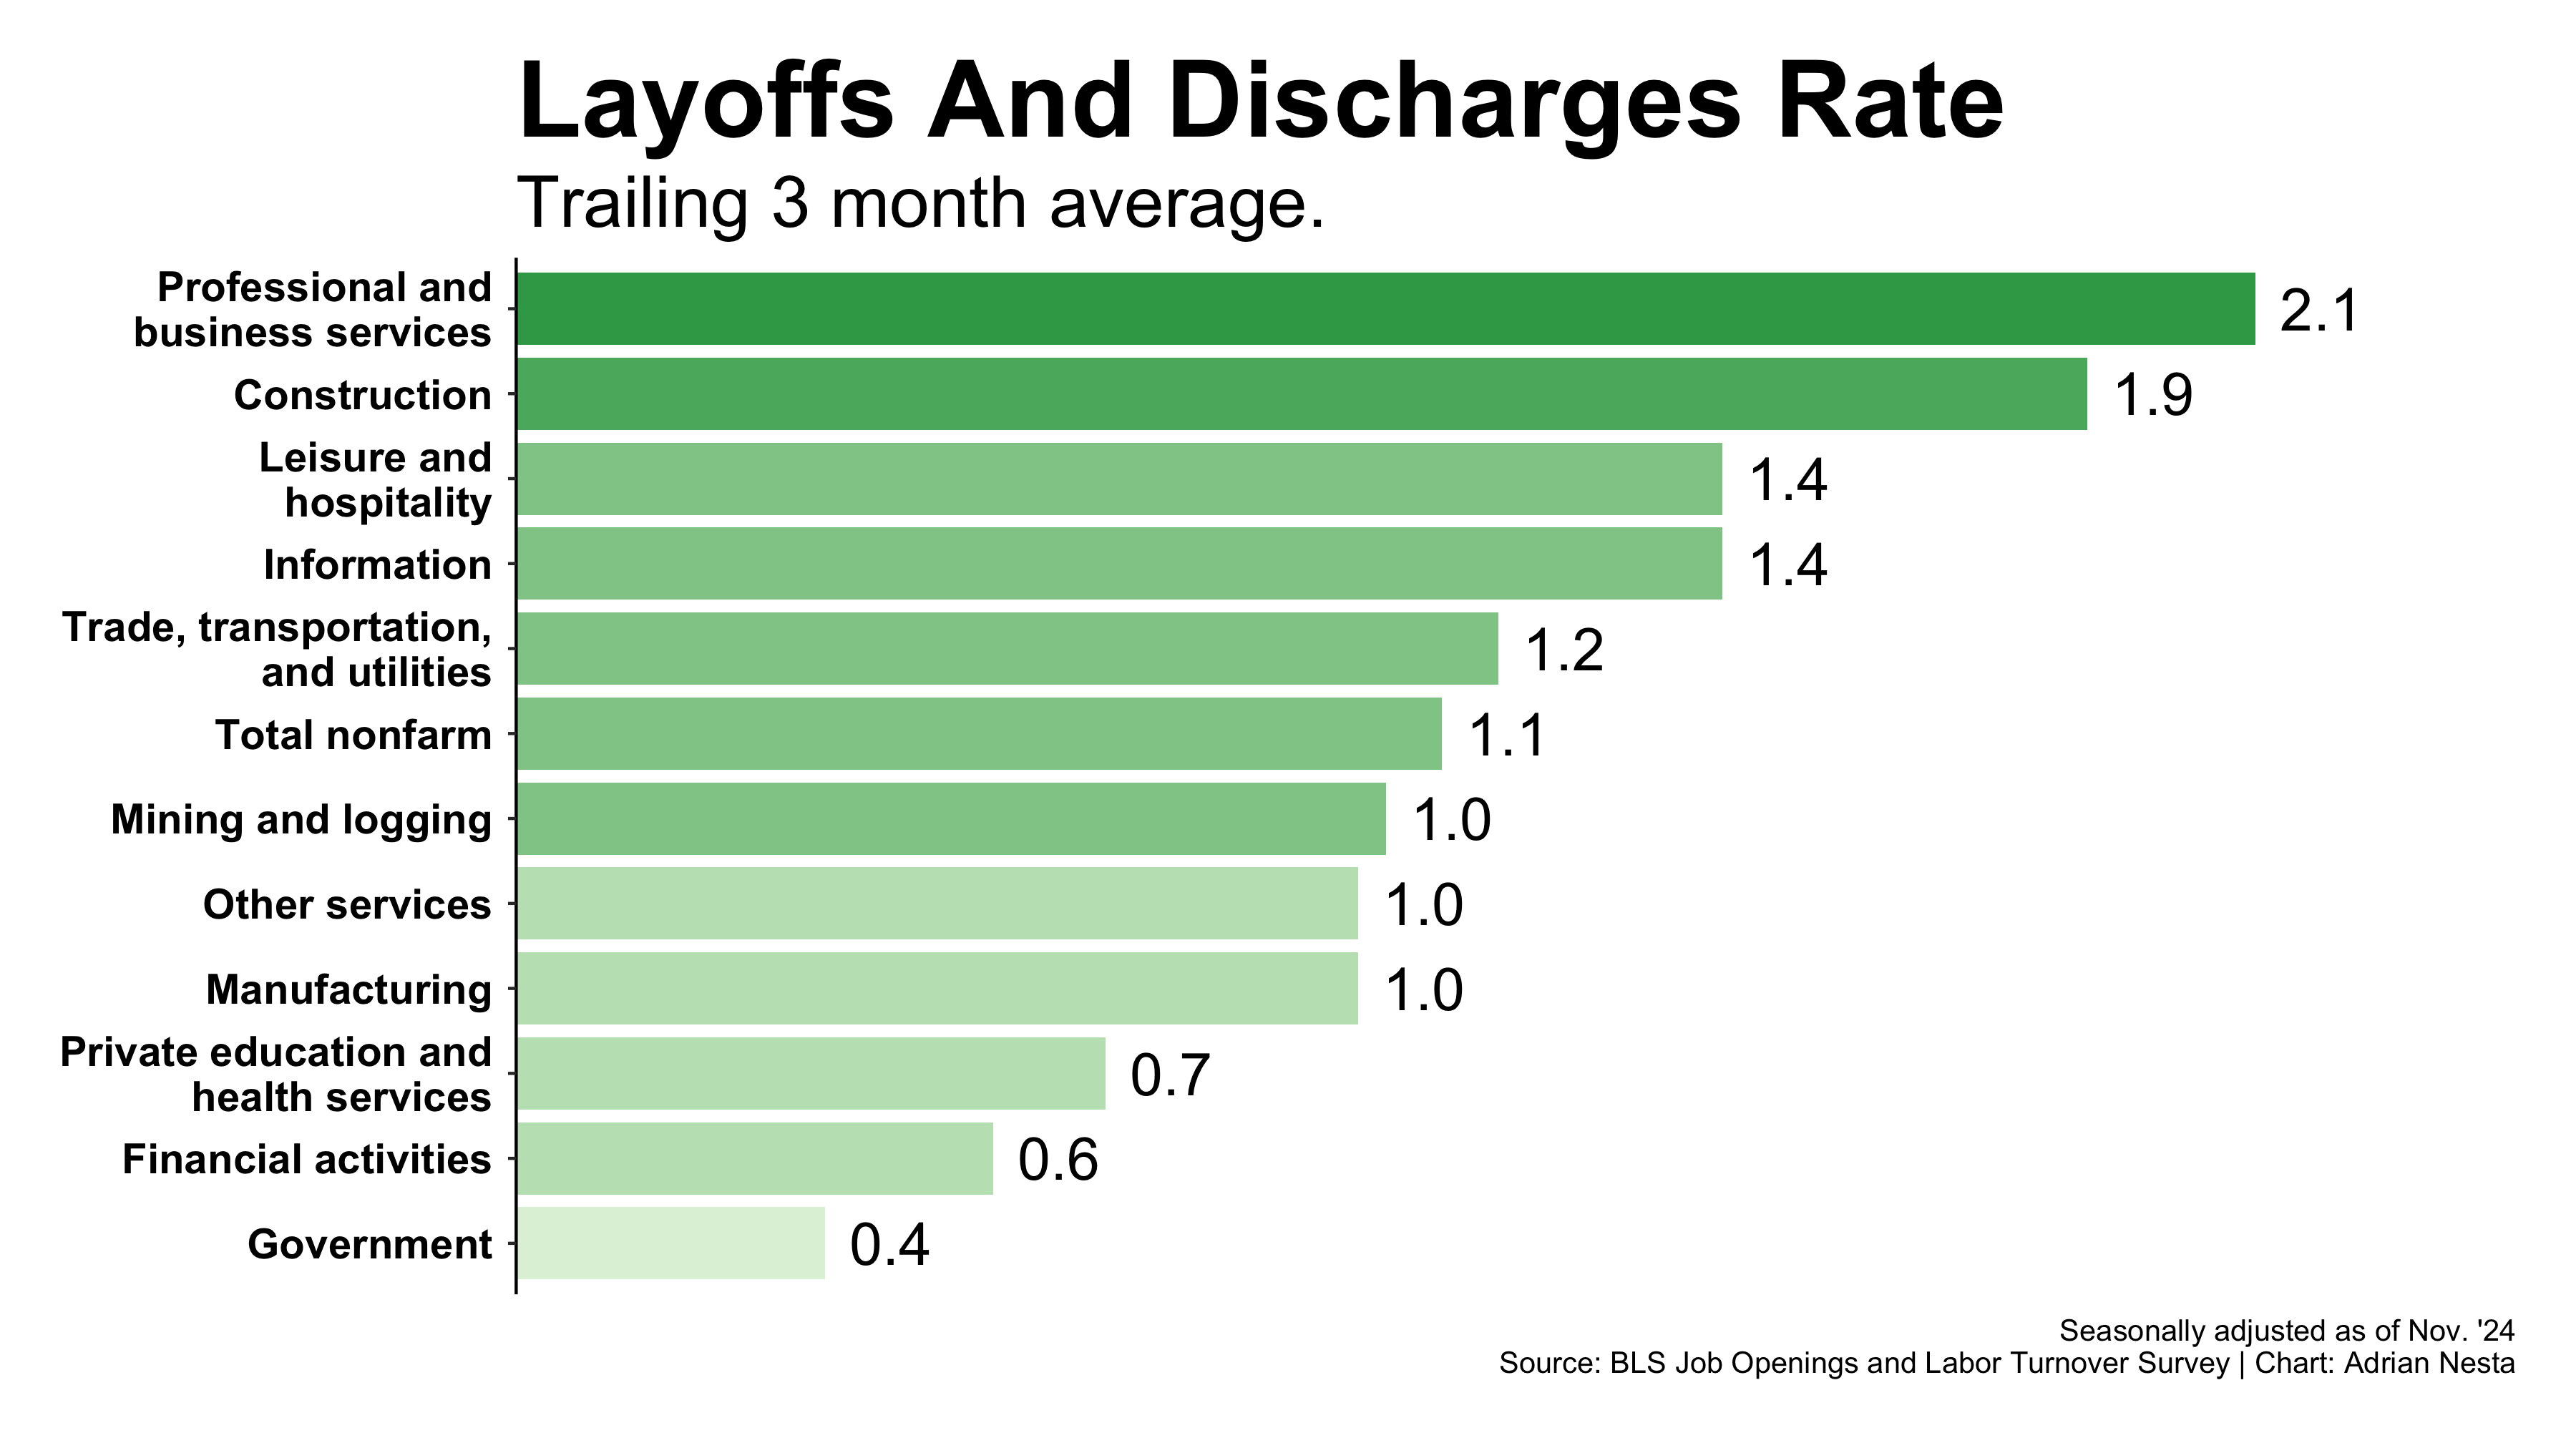 Layoffs And Discharges Rate
Trailing 3 month average.
Professional and
business services
2.1
Construction
1.9
Leisure and
hospitality
1.4
Information
1.4
Trade, transportation,
and utilities
1.2
Total nonfarm
1.1
Mining and logging
1.0
Other services
1.0
Manufacturing
1.0
Private education and
health services
0.7
Financial activities
0.6
Government
0.4
Seasonally adjusted as of Nov. '24
Source: BLS Job Openings and Labor Turnover Survey | Chart: Adrian Nesta